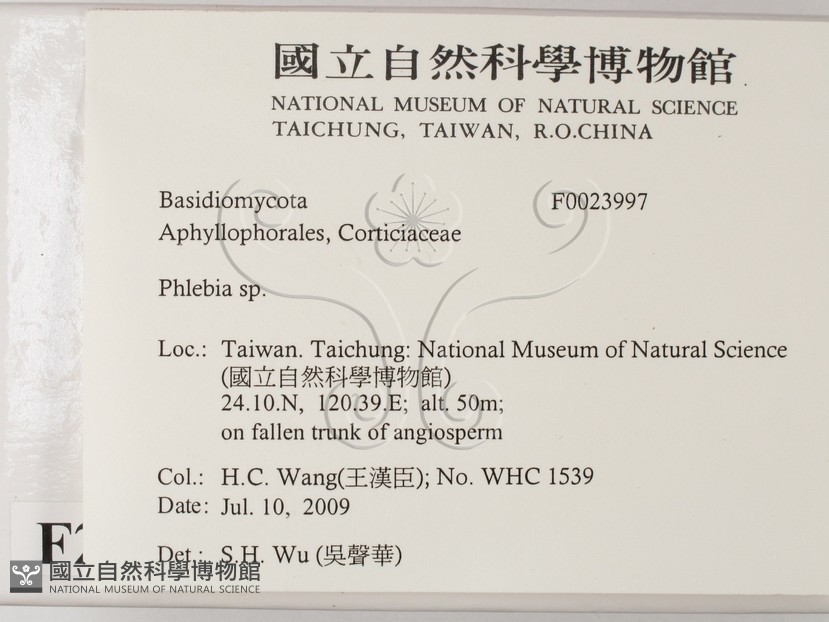 國立自然科學博物館
NATIONAL MUSEUM OF NATURAL SCIENCE
TAICHUNG, TAIWAN, R.O.CHINA
Basidiomycota F0023997
Aphyllophorales, Corticiaceae
Phlebia sp.
Loc.: Taiwan. Taichung: National Museum of Natural Science
(國立自然科學博物館)
24.10.N, 120.39.E; alt. 50m;
on fallen trunk of angiosperm
Col.: H.C. Wang(王漢臣); No. WHC 1539
Date: Jul. 10, 2009
Det.: S.H. Wu (吳聲華)
國立自然科學博物館
NATIONAL MUSEUM OF NATURAL SCIENCE